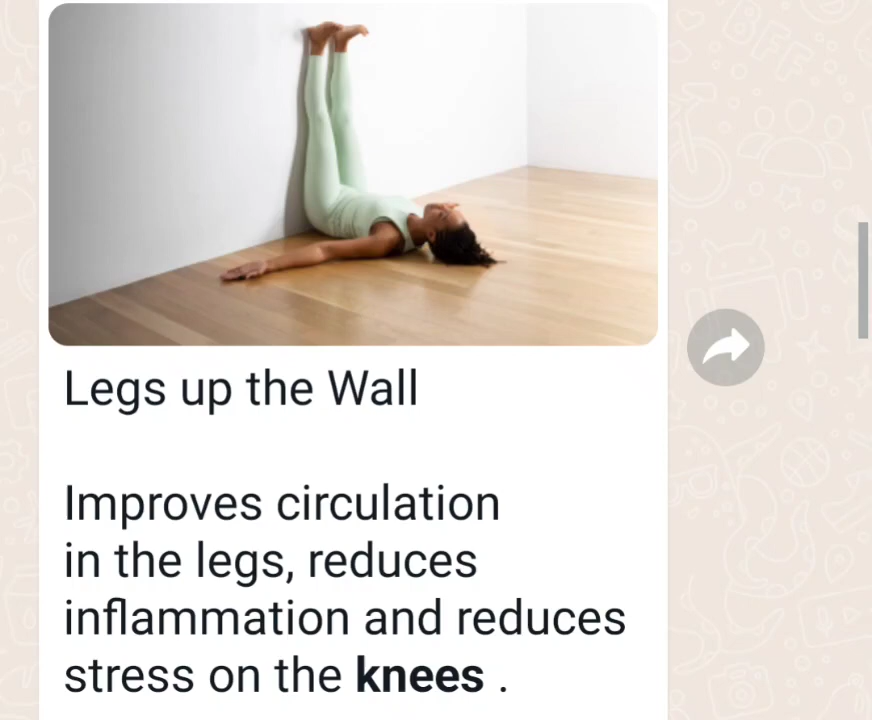 Legs up the Wall
Improves circulation
in the legs, reduces
inflammation and reduces
stress on the knees .